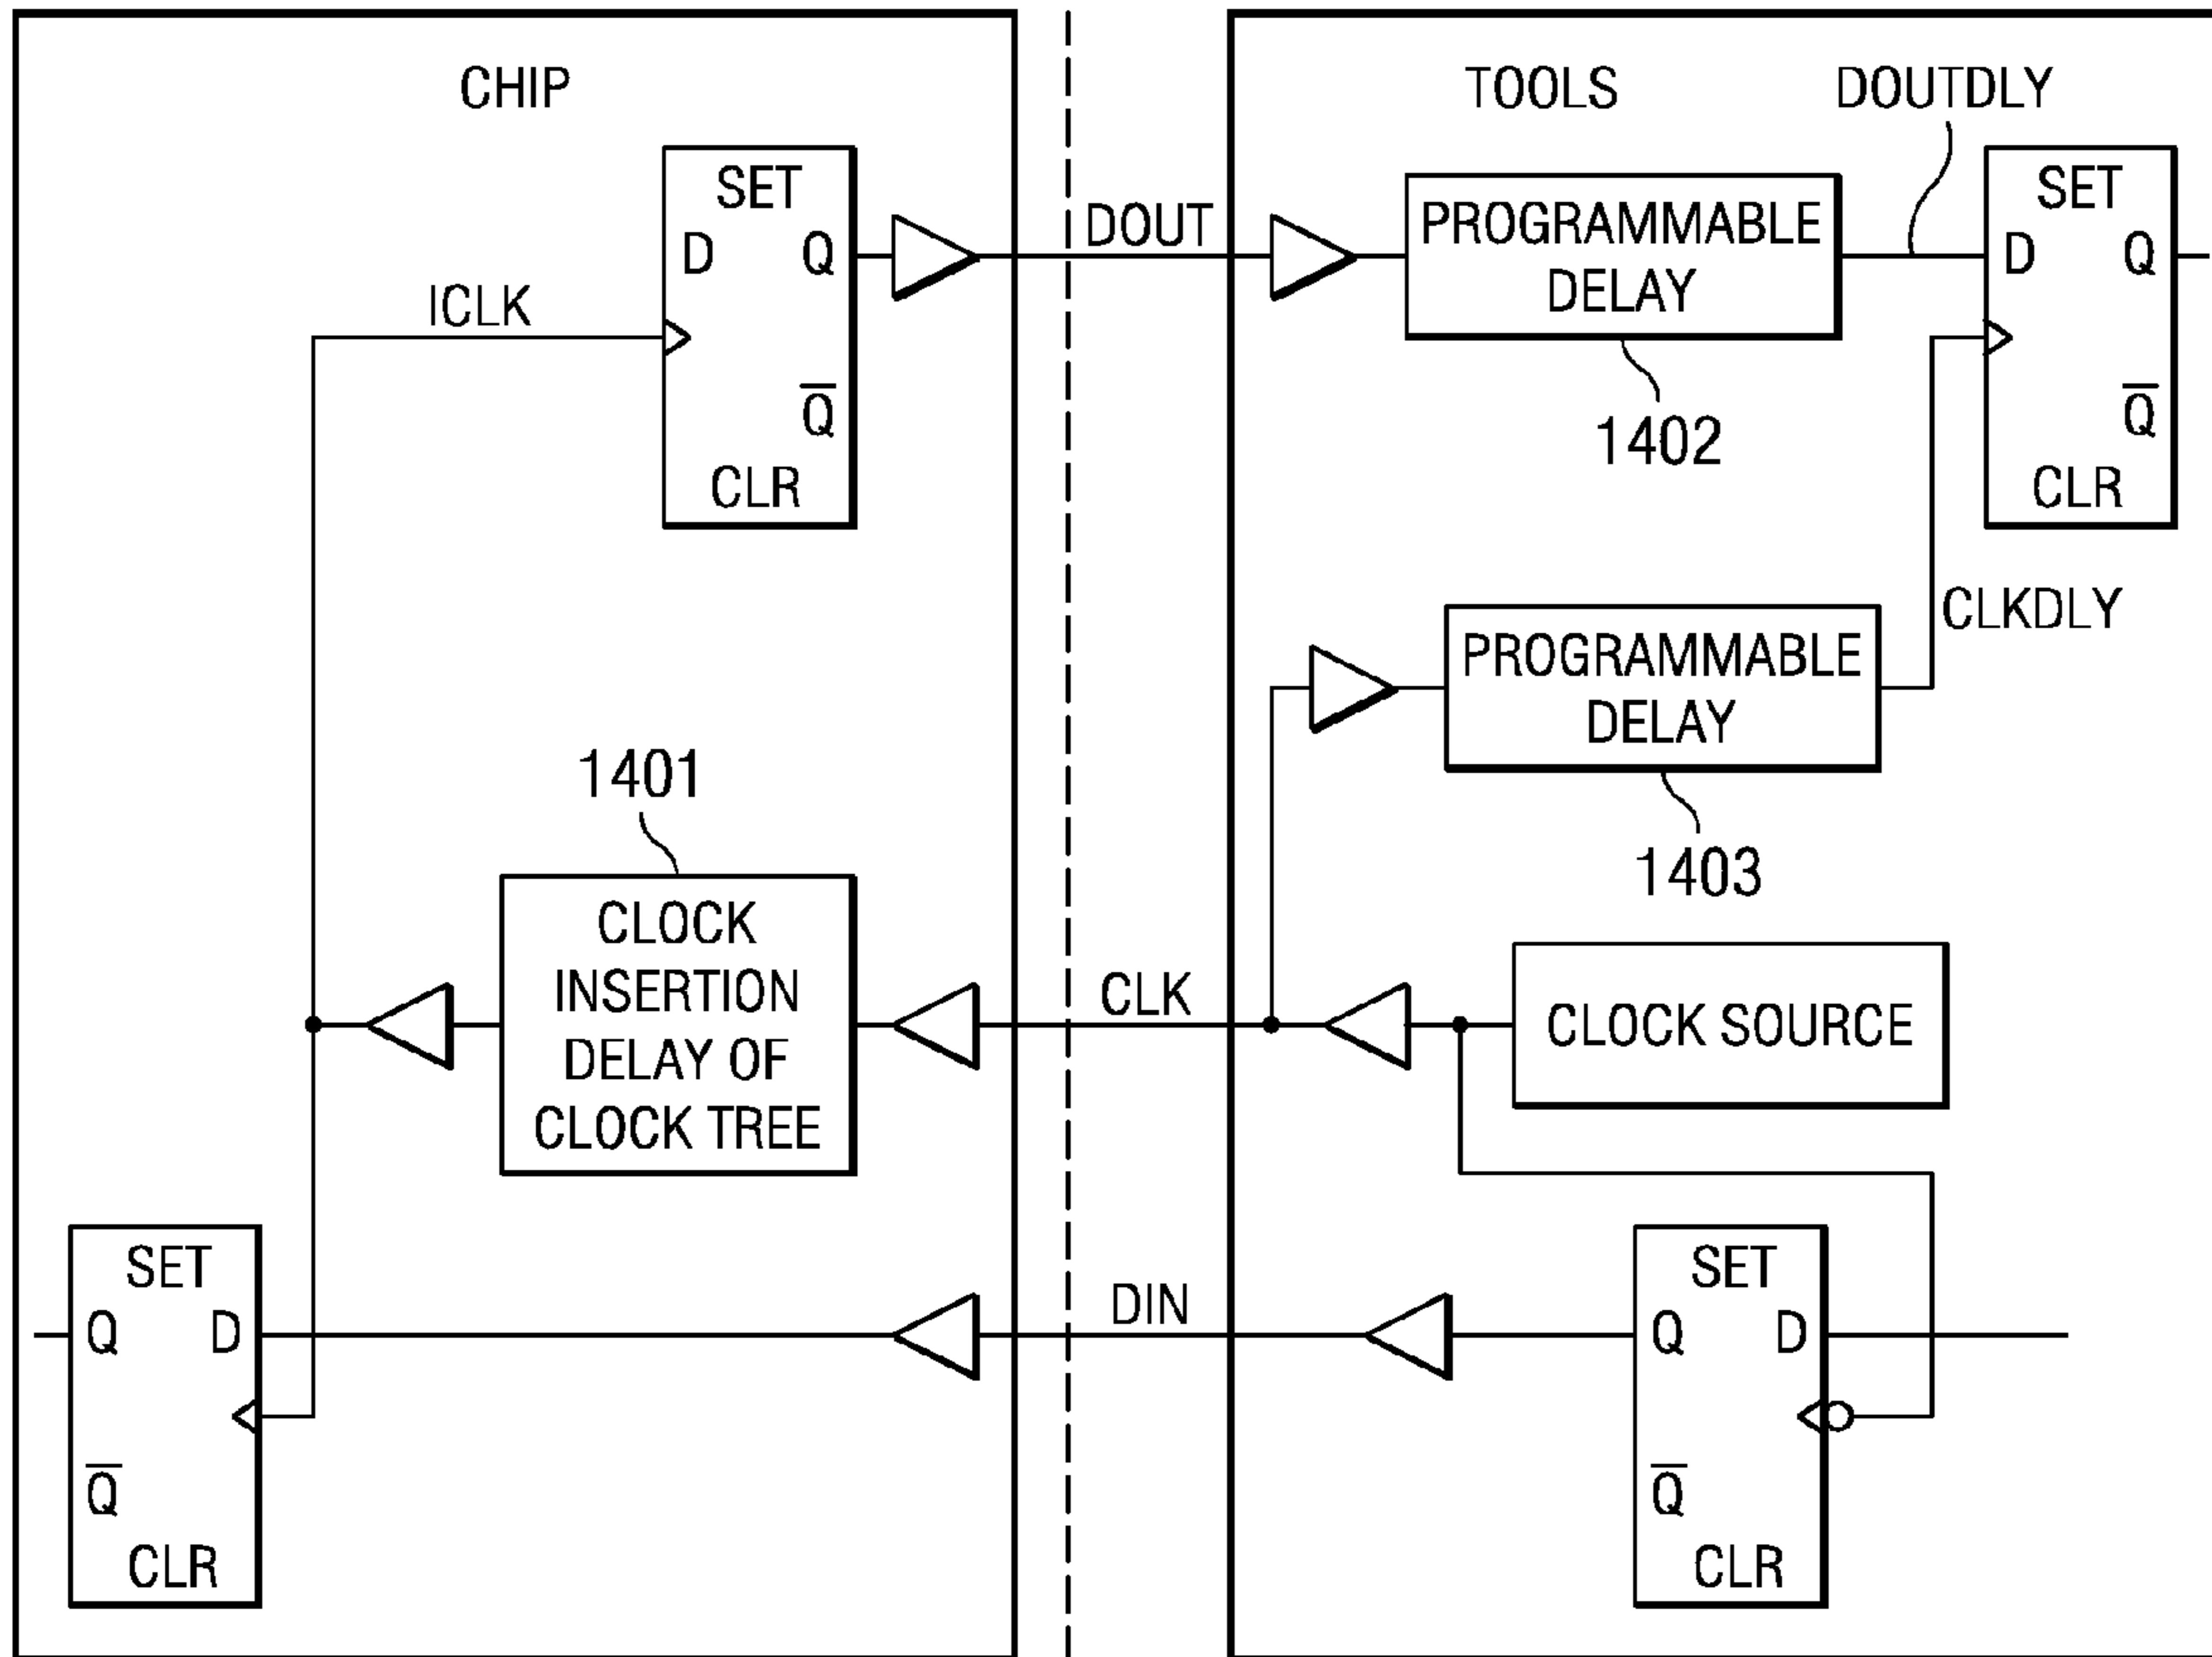 CHIP
TOOLS
DOUTDLY
SET
D Q
Q̅
CLR
ICLK
DOUT
PROGRAMMABLE
DELAY
1402
SET
D Q
Q̅
CLR
CLKDLY
PROGRAMMABLE
DELAY
1403
1401
CLOCK
INSERTION
DELAY OF
CLOCK TREE
CLK
CLOCK SOURCE
SET
Q D
Q̅
CLR
DIN
SET
Q D
Q̅
CLR